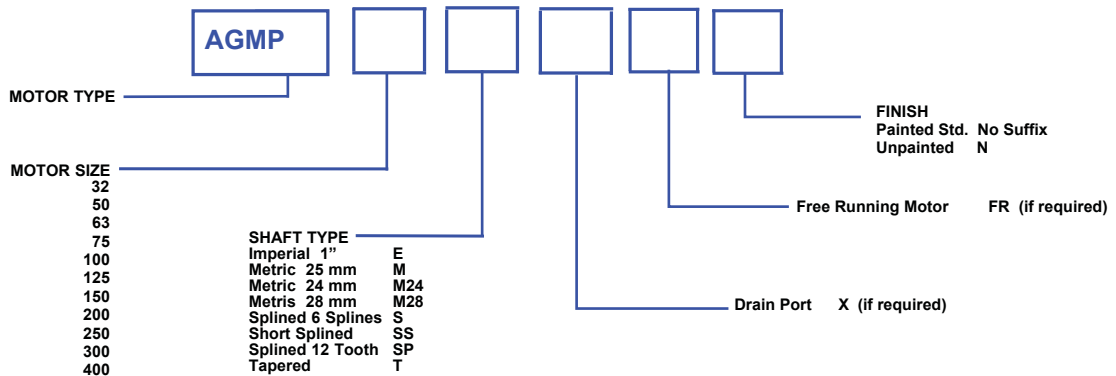 AGMP
MOTOR TYPE
FINISH
Painted Std. No Suffix
Unpainted N
MOTOR SIZE
32
50
63
75
100
125
150
200
250
300
400
Free Running Motor FR (if required)
SHAFT TYPE
Imperial 1” E
Metric 25 mm M
Metric 24 mm M24
Metris 28 mm M28
Splined 6 Splines S
Short Splined SS
Splined 12 Tooth SP
Tapered T
Drain Port X (if required)